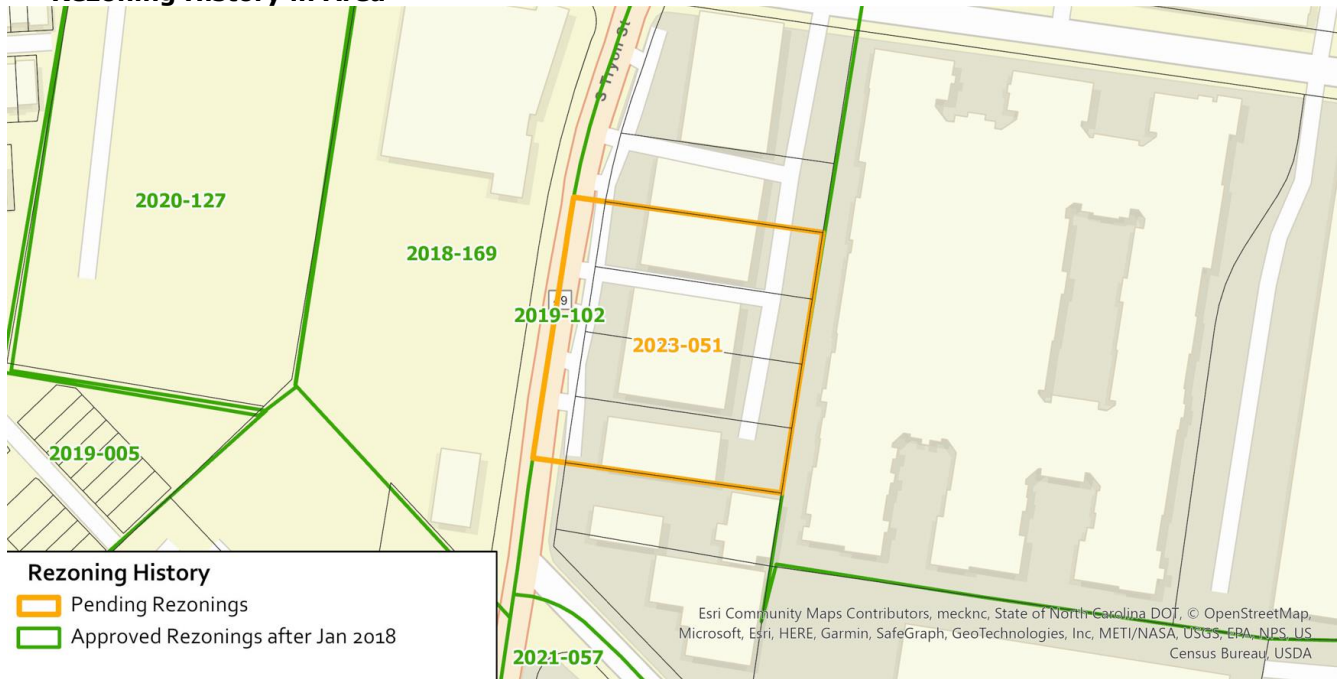 Rezoning History in Area
S Tryon St
2020-127
2018-169
2019-102
2023-051
2019-005
2021-057
Rezoning History
Pending Rezonings
Approved Rezonings after Jan 2018
Esri Community Maps Contributors, mecknc, State of North Carolina DOT, © OpenStreetMap,
Microsoft, Esri, HERE, Garmin, SafeGraph, GeoTechnologies, Inc, METI/NASA, USGS, EPA, NPS, US
Census Bureau, USDA